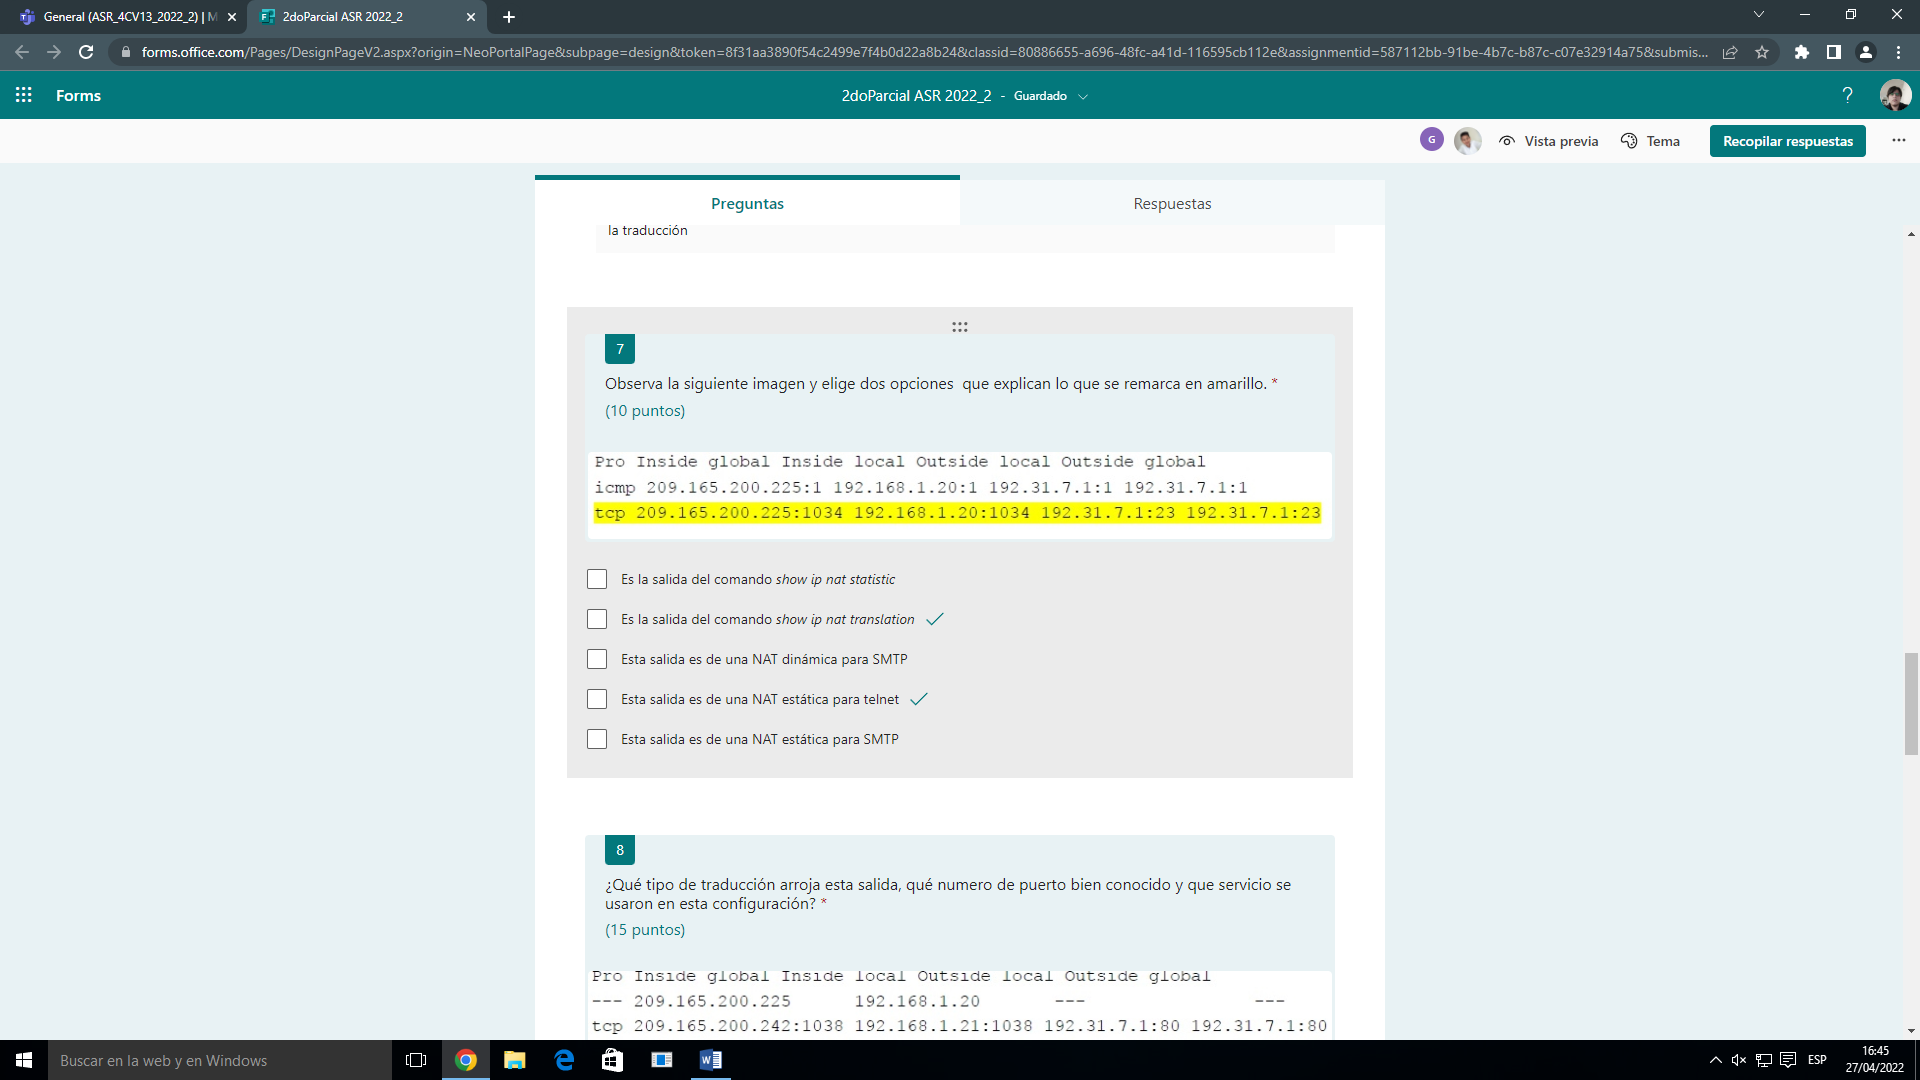 General (ASR_4CV13_2022_2) | M
2doParcial ASR 2022_2
forms.office.com/Pages/DesignPageV2.aspx?origin=NeoPortalPage&subpage=design&token=8f31aa3890f54c2499e7f4b0d22a8b24&classid=80886655-a696-48fc-a41d-116595cb112e&assignmentid=587112bb-91be-4b7c-b87c-c07e32914a75&submis...
Forms
2doParcial ASR 2022_2 - Guardado
?
G
Vista previa
Tema
Recopilar respuestas
Preguntas
Respuestas
la traducción
7
Observa la siguiente imagen y elige dos opciones que explican lo que se remarca en amarillo. *
(10 puntos)
Pro Inside global Inside local Outside local Outside global
icmp 209.165.200.225:1 192.168.1.20:1 192.31.7.1:1 192.31.7.1:1
tcp 209.165.200.225:1034 192.168.1.20:1034 192.31.7.1:23 192.31.7.1:23
Es la salida del comando show ip nat statistic
Es la salida del comando show ip nat translation
Esta salida es de una NAT dinámica para SMTP
Esta salida es de una NAT estática para telnet
Esta salida es de una NAT estática para SMTP
8
¿Qué tipo de traducción arroja esta salida, qué numero de puerto bien conocido y que servicio se
usaron en esta configuración? *
(15 puntos)
Pro Inside global Inside local Outside local Outside global
--- 209.165.200.225 192.168.1.20 --- ---
tcp 209.165.200.242:1038 192.168.1.21:1038 192.31.7.1:80 192.31.7.1:80
Buscar en la web y en Windows
ESP
16:45
27/04/2022